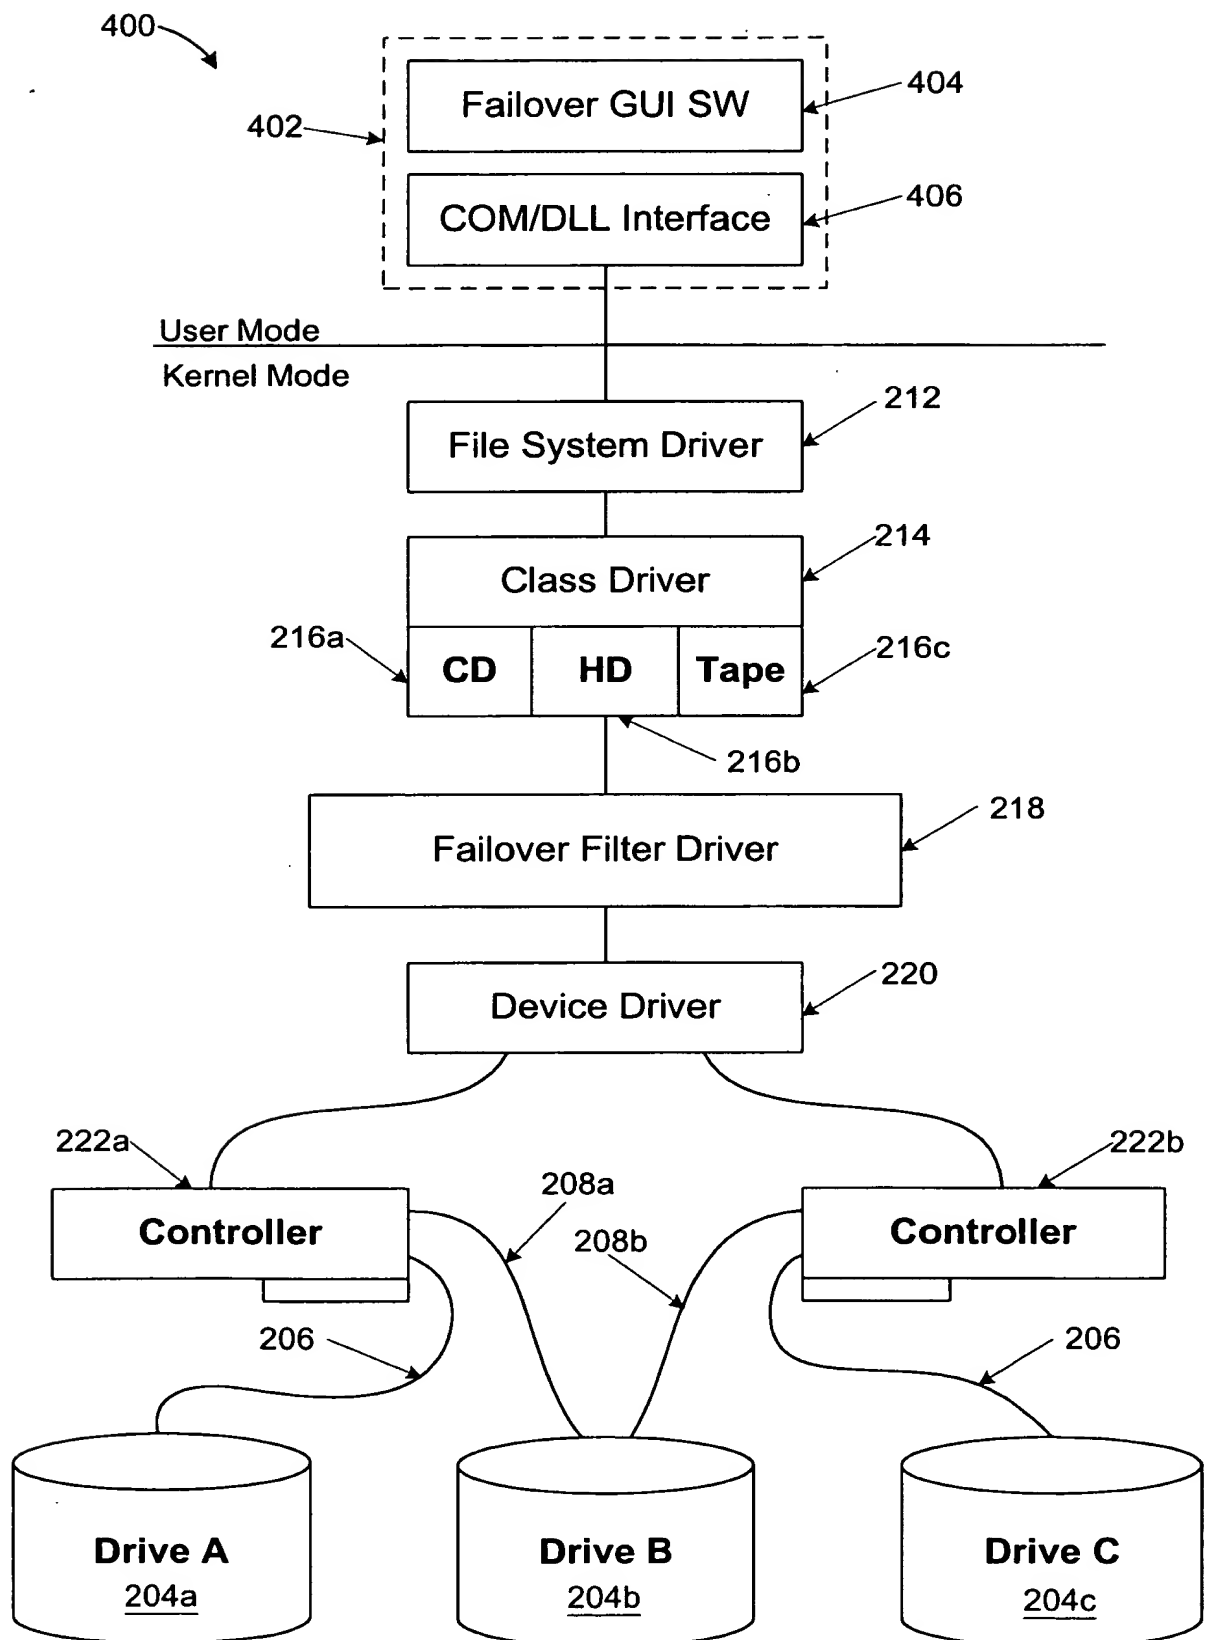 400
Failover GUI SW
404
402
COM/DLL Interface
406
User Mode
Kernel Mode
212
File System Driver
214
Class Driver
216a
CD
HD
Tape
216c
216b
218
Failover Filter Driver
220
Device Driver
222a
222b
208a
Controller
208b
Controller
206
206
Drive A
204a
Drive B
204b
Drive C
204c